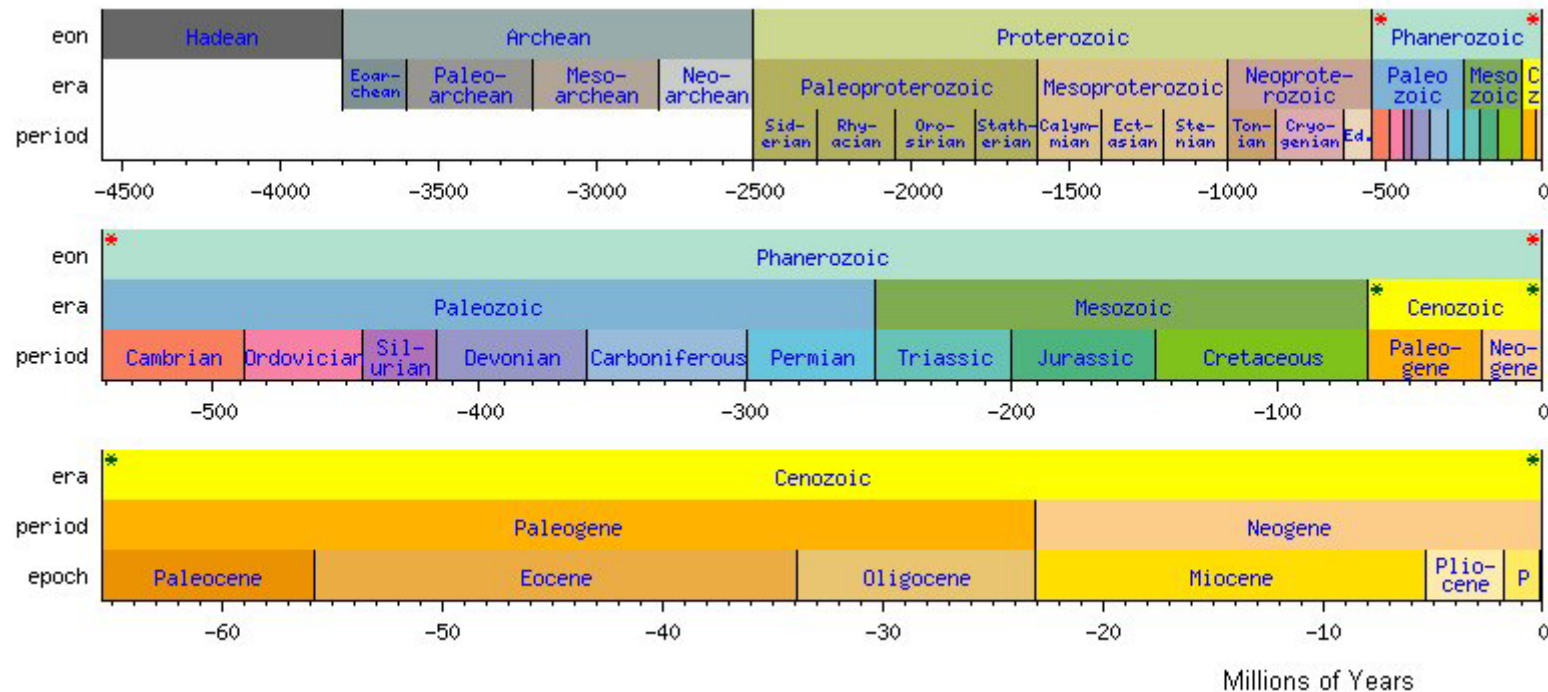 eon Hadean Archean Proterozoic * Phanerozoic *
era Eoar- Paleo- Meso- Neo- Paleoproterozoic Mesoproterozoic Neoprote- Paleo Meso C
chean archean archean archean rozoic zoic zoic z
period Sid- Rhy- Oro- Stath- Calym- Ect- Ste- Ton- Cryo- Ed.
erian acian sirian erian mian asian nian ian genian
-4500 -4000 -3500 -3000 -2500 -2000 -1500 -1000 -500 0
eon * Phanerozoic *
era Paleozoic Mesozoic * Cenozoic *
period Cambrian Ordovician Sil- Devonian Carboniferous Permian Triassic Jurassic Cretaceous Paleo- Neo-
urian gene gene
-500 -400 -300 -200 -100 0
era * Cenozoic *
period Paleogene Neogene
epoch Paleocene Eocene Oligocene Miocene Plio- P
cene
-60 -50 -40 -30 -20 -10 0
Millions of Years